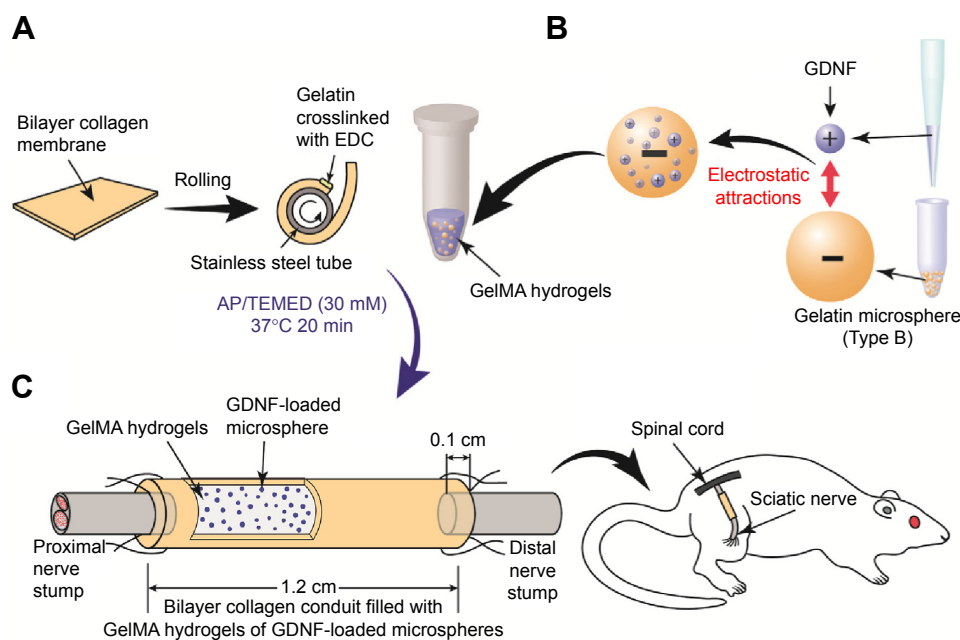 A
Bilayer collagen
membrane
Rolling
Gelatin
crosslinked
with EDC
Stainless steel tube
AP/TEMED (30 mM)
37°C 20 min
GelMA hydrogels
B
GDNF
+
Electrostatic
attractions
−
−
Gelatin microsphere
(Type B)
C
GelMA hydrogels
GDNF-loaded
microsphere
0.1 cm
Proximal
nerve
stump
Distal
nerve
stump
1.2 cm
Bilayer collagen conduit filled with
GelMA hydrogels of GDNF-loaded microspheres
Spinal cord
Sciatic nerve